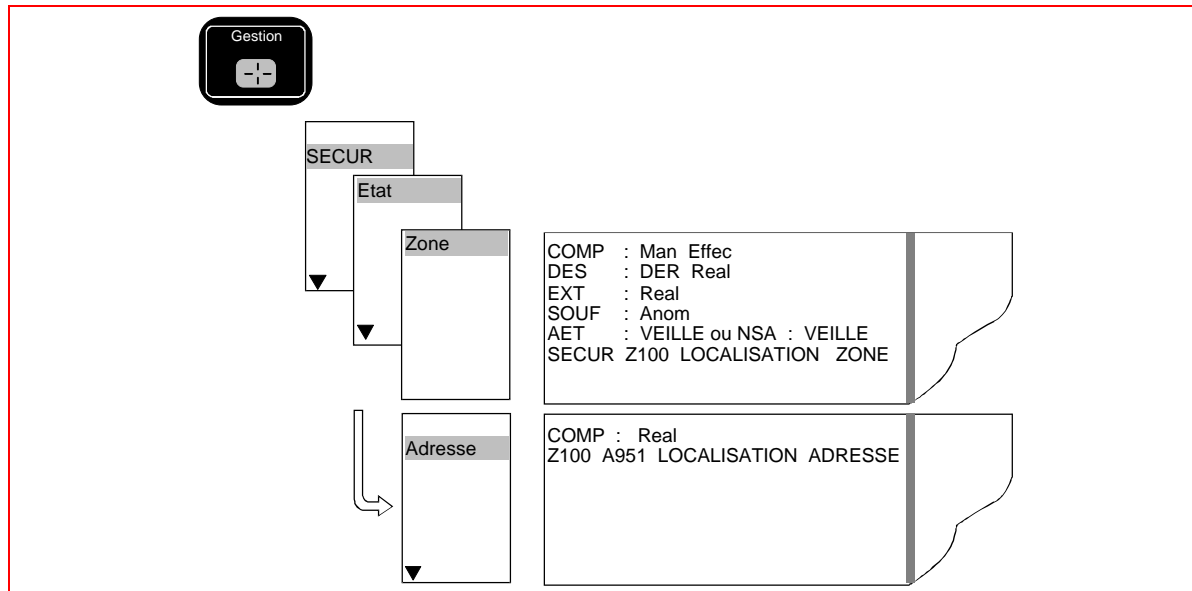 Gestion
SECUR
Etat
Zone
COMP : Man Effec
DES : DER Real
EXT : Real
SOUF : Anom
AET : VEILLE ou NSA : VEILLE
SECUR Z100 LOCALISATION ZONE
Adresse
COMP : Real
Z100 A951 LOCALISATION ADRESSE